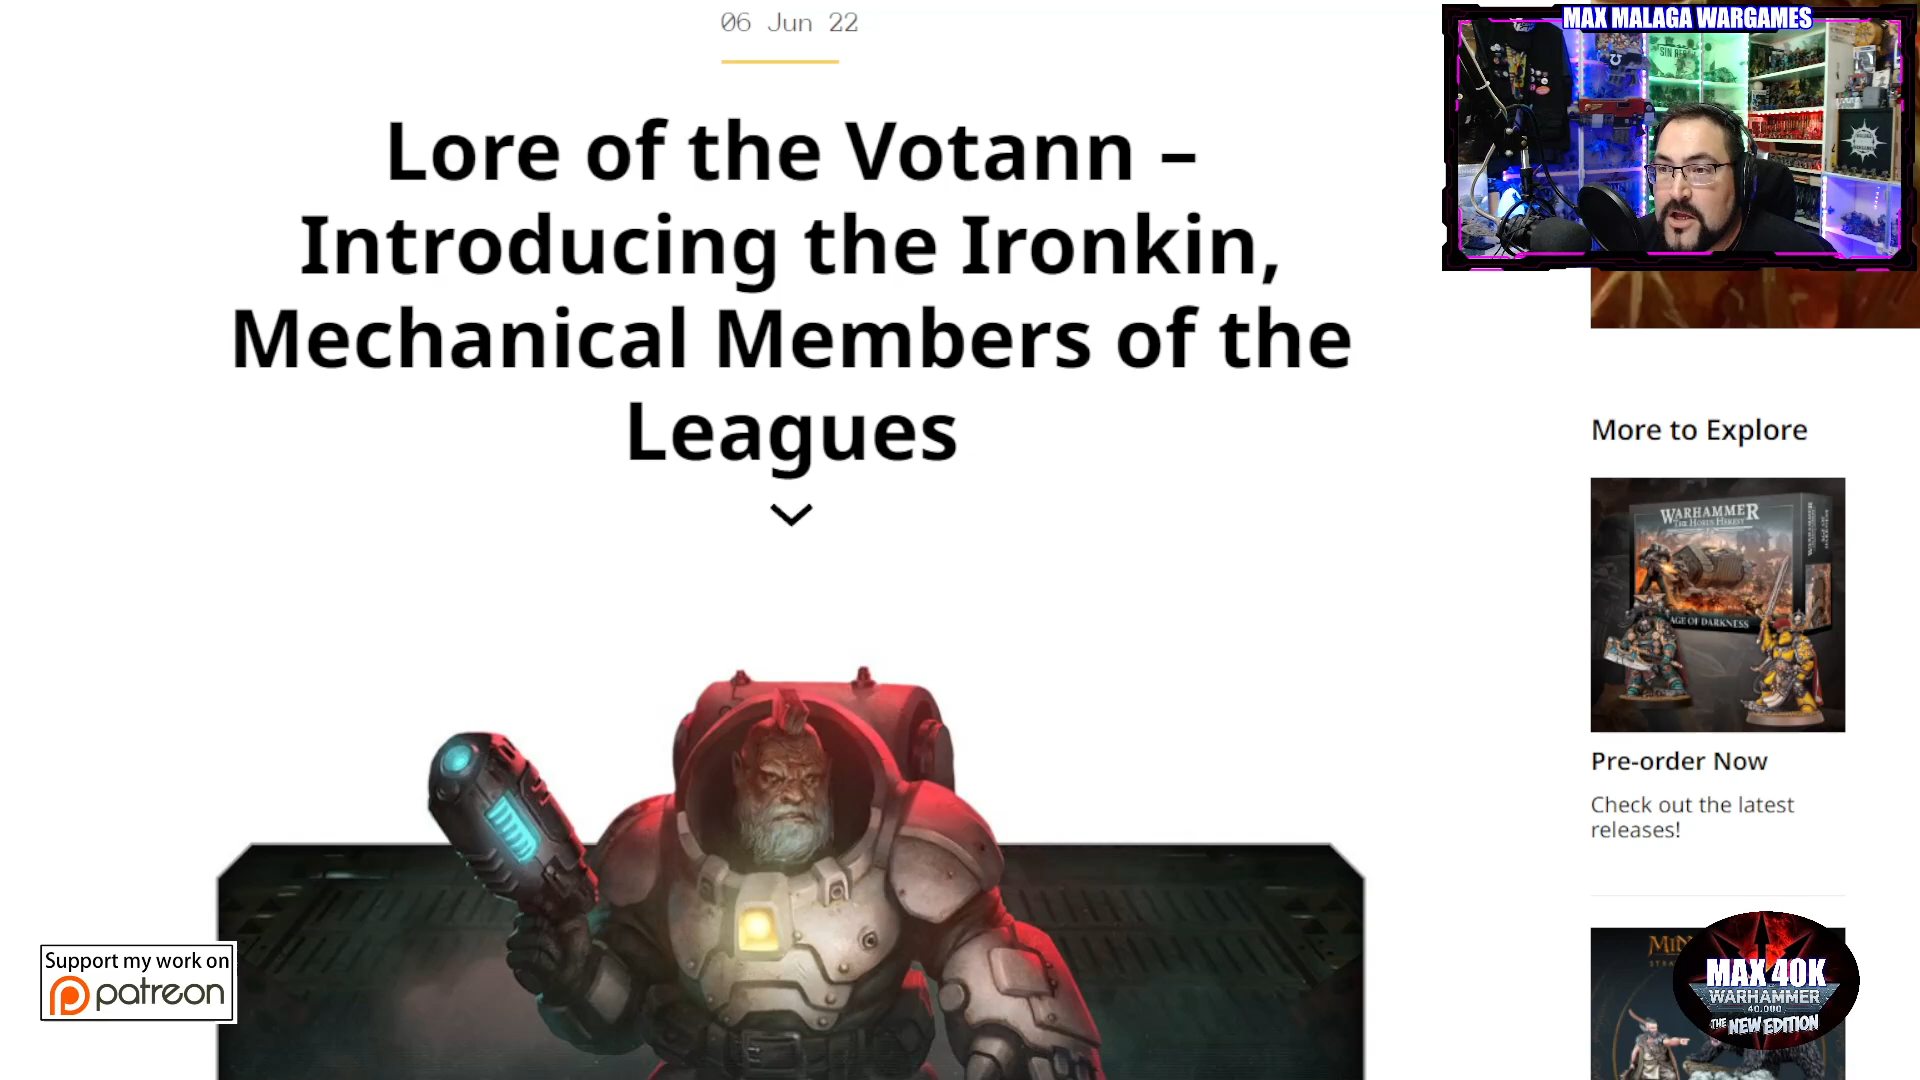 06 Jun 22
MAX MALAGA WARGAMES
Lore of the Votann –
Introducing the Ironkin,
Mechanical Members of the
Leagues
More to Explore
WARHAMMER
THE HORUS HERESY
AGE OF DARKNESS
Pre-order Now
Check out the latest
releases!
Support my work on
patreon
MAX 40K
WARHAMMER
40,000
THE NEW EDITION